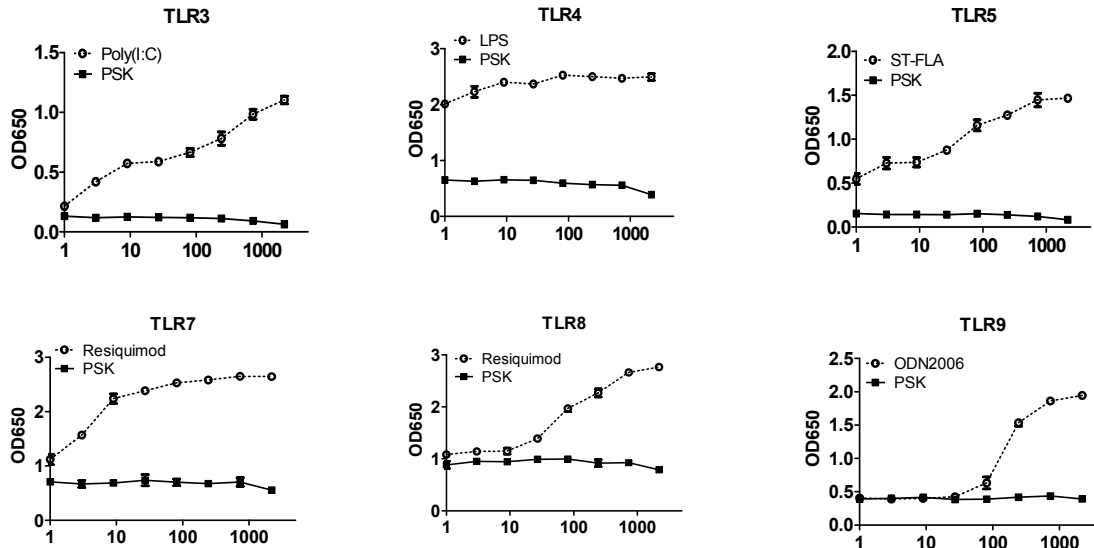 TLR3
Poly(I:C)
PSK
1.5
1.0
0.5
0.0
OD650
1 10 100 1000
TLR4
LPS
PSK
3
2
1
0
OD650
1 10 100 1000
TLR5
ST-FLA
PSK
2.0
1.5
1.0
0.5
0.0
OD650
1 10 100 1000
TLR7
Resiquimod
PSK
3
2
1
0
OD650
1 10 100 1000
TLR8
Resiquimod
PSK
3
2
1
0
OD650
1 10 100 1000
TLR9
ODN2006
PSK
2.5
2.0
1.5
1.0
0.5
0.0
OD650
1 10 100 1000